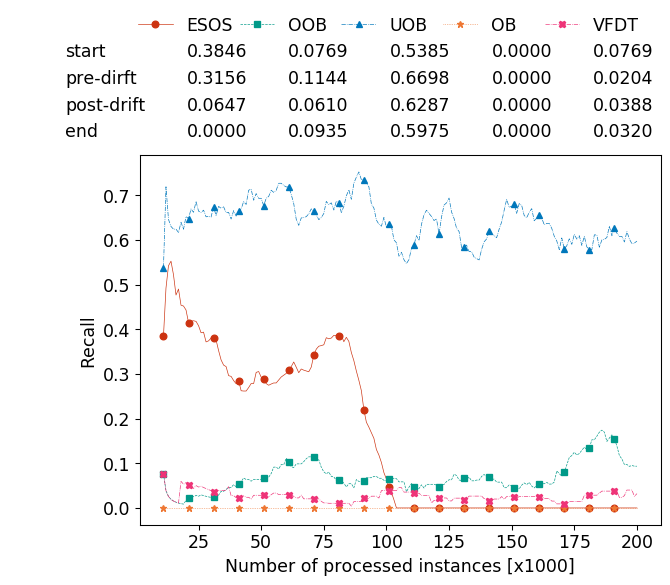 ESOS OOB UOB OB VFDT
start 0.3846 0.0769 0.5385 0.0000 0.0769
pre-dirft 0.3156 0.1144 0.6698 0.0000 0.0204
post-drift 0.0647 0.0610 0.6287 0.0000 0.0388
end 0.0000 0.0935 0.5975 0.0000 0.0320
0.7
0.6
0.5
0.4
0.3
0.2
0.1
0.0
Recall
25 50 75 100 125 150 175
Number of processed instances [x1000]